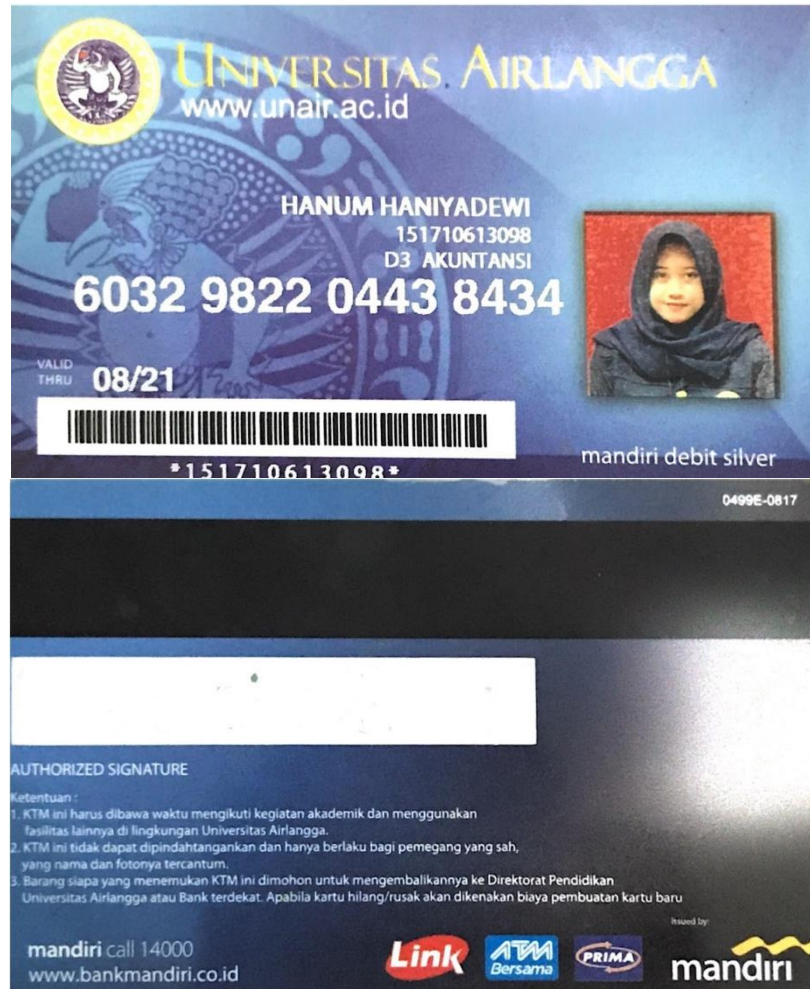 UNIVERSITAS AIRLANGGA
www.unair.ac.id
HANUM HANIYADEWI
151710613098
D3 AKUNTANSI
6032 9822 0443 8434
VALID
THRU 08/21
*151710613098*
mandiri debit silver
0499E-0817
AUTHORIZED SIGNATURE
Ketentuan :
1. KTM ini harus dibawa waktu mengikuti kegiatan akademik dan menggunakan
fasilitas lainnya di lingkungan Universitas Airlangga.
2. KTM ini tidak dapat dipindahtangankan dan hanya berlaku bagi pemegang yang sah,
yang nama dan fotonya tercantum.
3. Barang siapa yang menemukan KTM ini dimohon untuk mengembalikannya ke Direktorat Pendidikan
Universitas Airlangga atau Bank terdekat. Apabila kartu hilang/rusak akan dikenakan biaya pembuatan kartu baru
Issued by:
mandiri call 14000
www.bankmandiri.co.id
Link
ATM
Bersama
PRIMA
mandiri